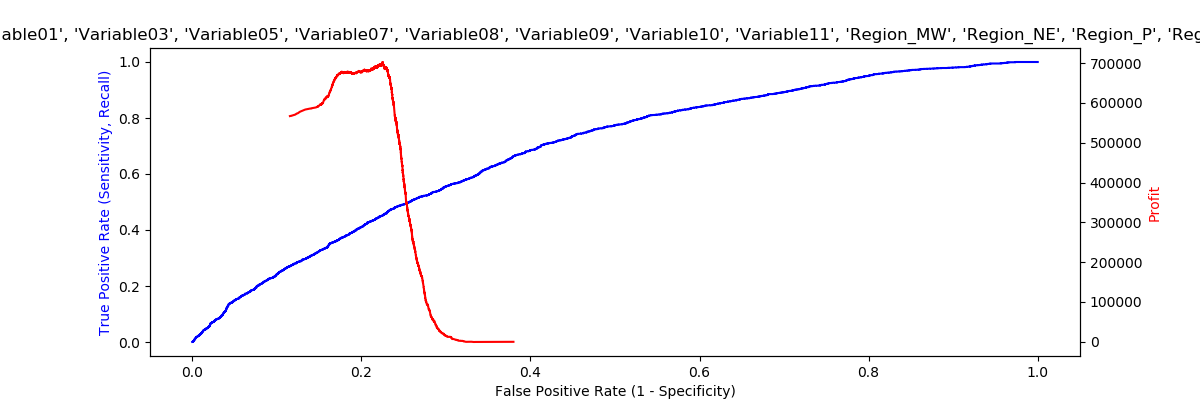 able01', 'Variable03', 'Variable05', 'Variable07', 'Variable08', 'Variable09', 'Variable10', 'Variable11', 'Region_MW', 'Region_NE', 'Region_P', 'Reg
True Positive Rate (Sensitivity, Recall)
1.0
0.8
0.6
0.4
0.2
0.0
700000
600000
500000
400000
300000
200000
100000
0
Profit
0.0 0.2 0.4 0.6 0.8 1.0
False Positive Rate (1 - Specificity)